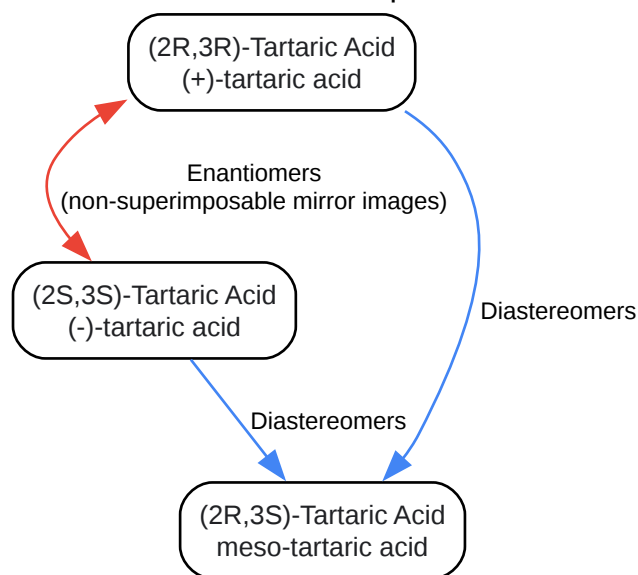 (2R,3R)-Tartaric Acid
(+)-tartaric acid
Enantiomers
(non-superimposable mirror images)
(2S,3S)-Tartaric Acid
(-)-tartaric acid
Diastereomers
Diastereomers
(2R,3S)-Tartaric Acid
meso-tartaric acid